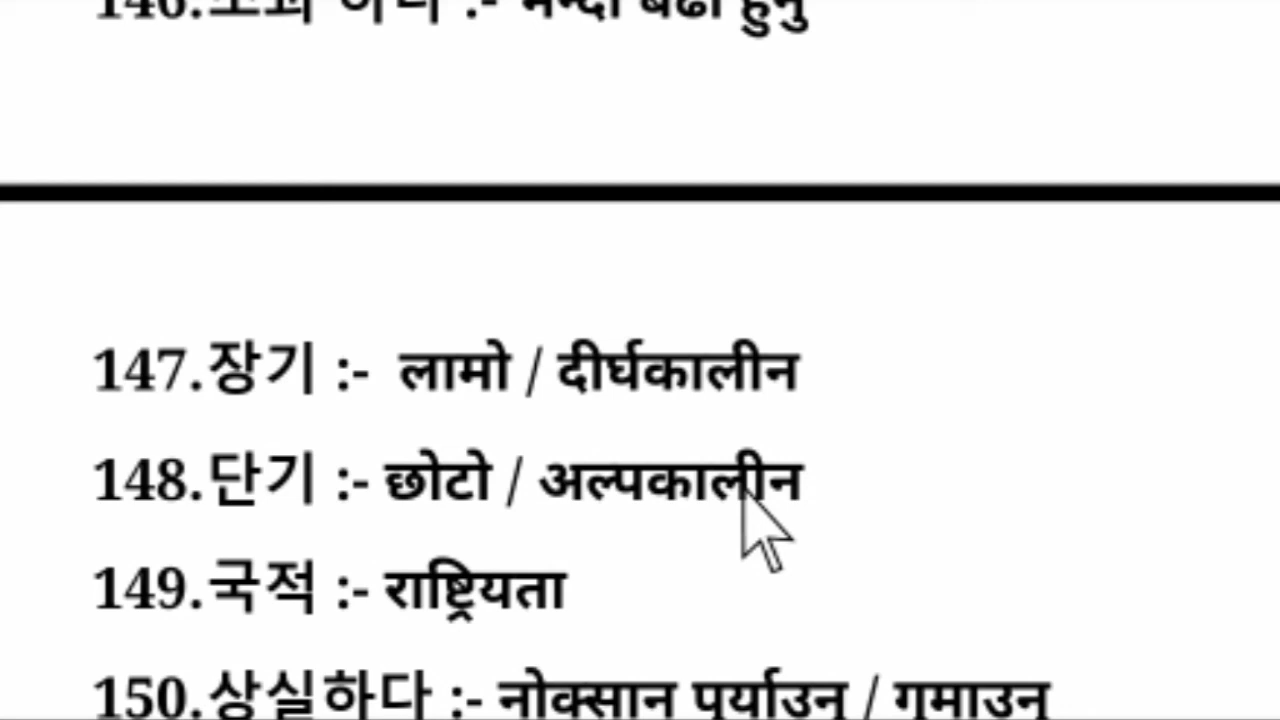 147.장기 :- लामो / दीर्घकालीन
148.단기 :- छोटो / अल्पकालीन
149.국적 :- राष्ट्रियता
150.상실하다 :- नोक्सान पुर्याउनु / गुमाउनु